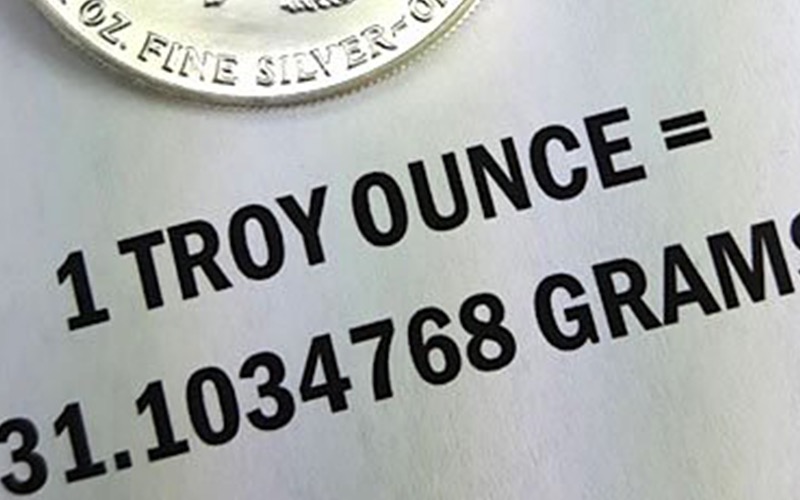 OZ. FINE SILVER-O
1 TROY OUNCE =
31.1034768 GRAMS